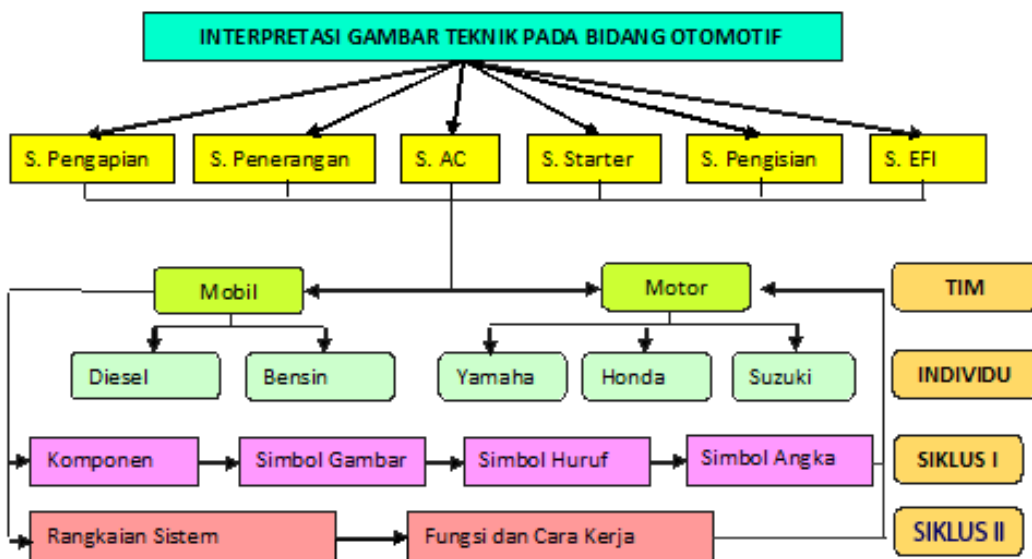 INTERPRETASI GAMBAR TEKNIK PADA BIDANG OTOMOTIF
S. Pengapian
S. Penerangan
S. AC
S. Starter
S. Pengisian
S. EFI
Mobil
Motor
TIM
Diesel
Bensin
Yamaha
Honda
Suzuki
INDIVIDU
Komponen
Simbol Gambar
Simbol Huruf
Simbol Angka
SIKLUS I
Rangkaian Sistem
Fungsi dan Cara Kerja
SIKLUS II